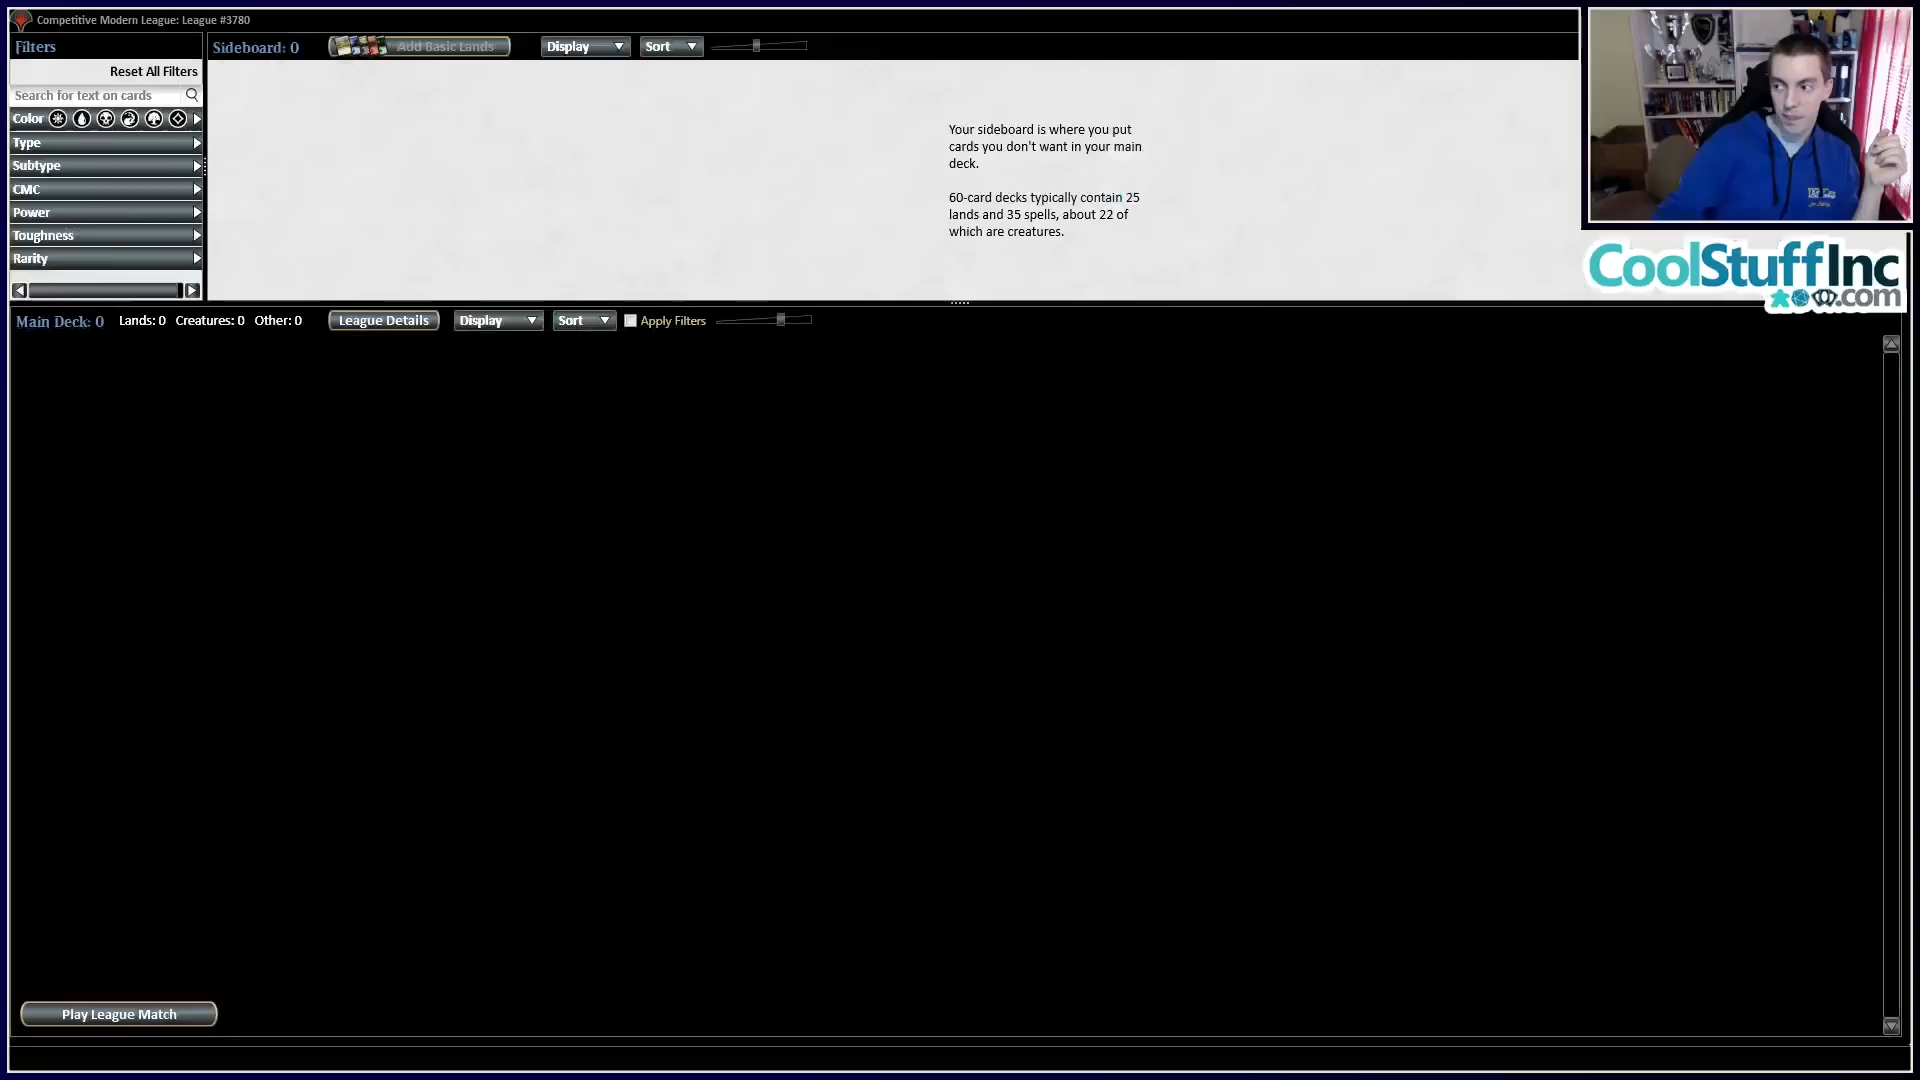 Competitive Modern League: League #3780
Filters
Sideboard: 0
Add Basic Lands
Display
Sort
Reset All Filters
Search for text on cards
Color
Type
Subtype
CMC
Power
Toughness
Rarity
Your sideboard is where you put
cards you don't want in your main
deck.
60-card decks typically contain 25
lands and 35 spells, about 22 of
which are creatures.
CoolStuffInc
.com
Main Deck: 0
Lands: 0
Creatures: 0
Other: 0
League Details
Display
Sort
Apply Filters
Play League Match